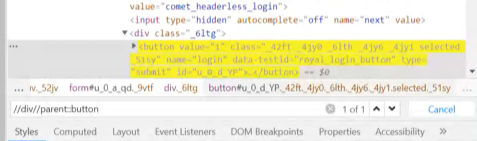 value="comet_headerless_login">
<input type="hidden" autocomplete="off" name="next" value>
▼<div class="_6ltg">
▶<button value="1" class="_42ft _4jy0 _6lth _4jy6 _4jy1 selected
_51sy" name="login" data-testid="royal_login_button" type=
"submit" id="u_0_d_YP">…</button> == $0
… iv._52jv form#u_0_a_qd._9vtf div._6ltg button#u_0_d_YP._42ft._4jy0._6lth._4jy6._4jy1.selected._51sy …
//div//parent::button 1 of 1 Cancel
Styles Computed Layout Event Listeners DOM Breakpoints Properties Accessibility »